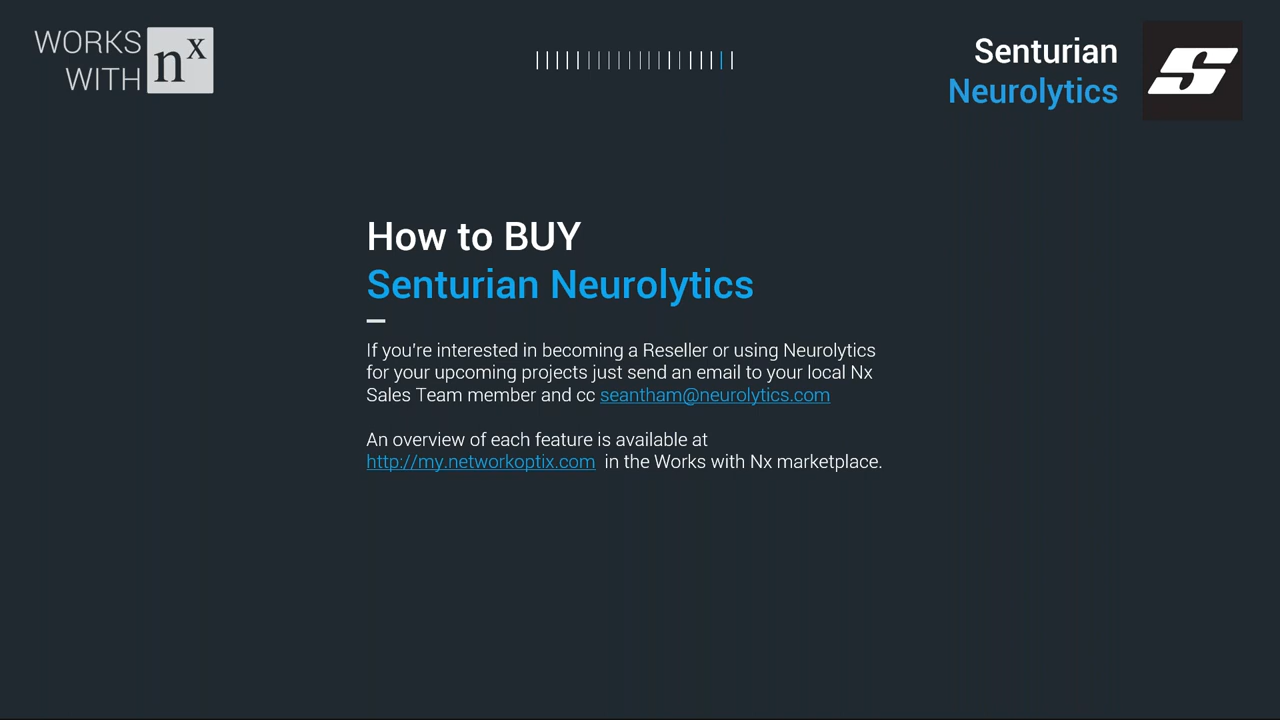 WORKS
WITH nx
Senturian
Neurolytics
S
How to BUY
Senturian Neurolytics
If you're interested in becoming a Reseller or using Neurolytics
for your upcoming projects just send an email to your local Nx
Sales Team member and cc seantham@neurolytics.com
An overview of each feature is available at
http://my.networkoptix.com in the Works with Nx marketplace.